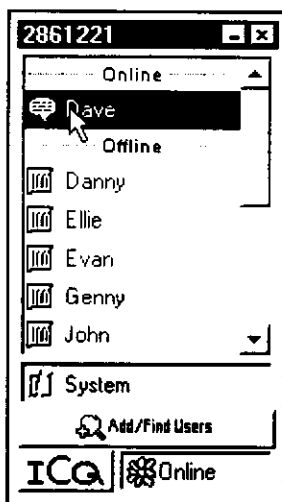 2861221
Online
Dave
Offline
Danny
Ellie
Evan
Genny
John
System
Add/Find Users
ICQ Online